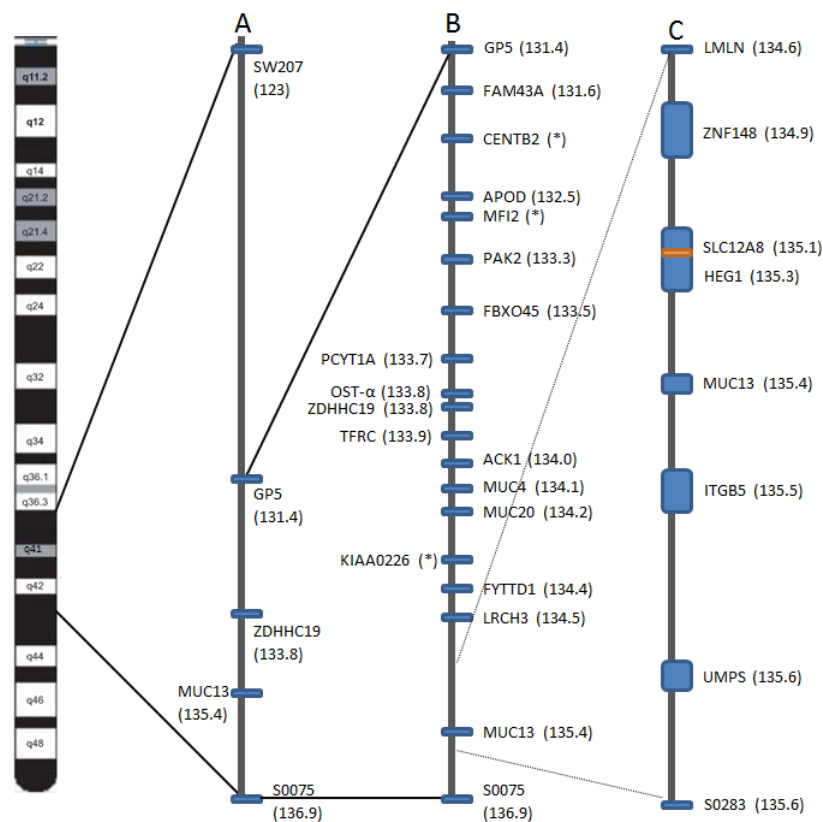 q11.2
q12
q14
q21.2
q21.4
q22
q24
q32
q34
q36.1
q36.3
q41
q42
q44
q46
q48
A
SW207
(123)
GP5
(131.4)
ZDHHC19
(133.8)
MUC13
(135.4)
S0075
(136.9)
B
GP5 (131.4)
FAM43A (131.6)
CENTB2 (*)
APOD (132.5)
MFI2 (*)
PAK2 (133.3)
FBXO45 (133.5)
PCYT1A (133.7)
OST-α (133.8)
ZDHHC19 (133.8)
TFRC (133.9)
ACK1 (134.0)
MUC4 (134.1)
MUC20 (134.2)
KIAA0226 (*)
FYTTD1 (134.4)
LRCH3 (134.5)
MUC13 (135.4)
S0075
(136.9)
C
LMLN (134.6)
ZNF148 (134.9)
SLC12A8 (135.1)
HEG1 (135.3)
MUC13 (135.4)
ITGB5 (135.5)
UMPS (135.6)
S0283 (135.6)